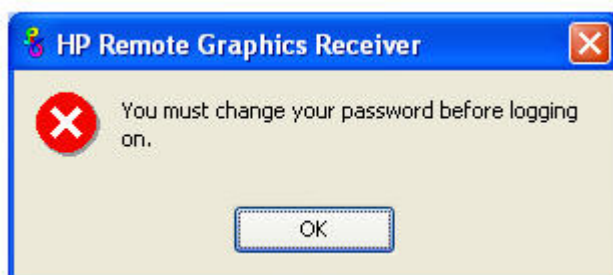 HP Remote Graphics Receiver
You must change your password before logging
on.
OK